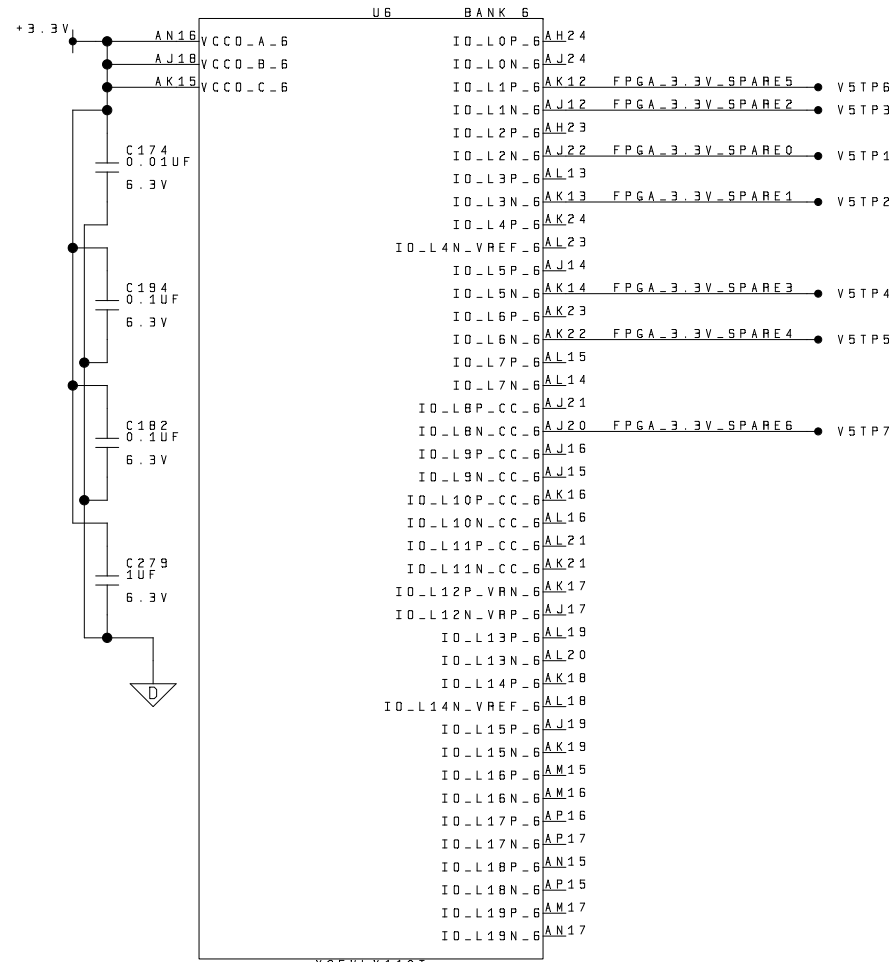 U6 BANK 6
+3.3V
AN16 VCCO_A_6
AJ18 VCCO_B_6
AK15 VCCO_C_6
C174
0.01UF
6.3V
C194
0.1UF
6.3V
C182
0.1UF
6.3V
C279
1UF
6.3V
D
IO_L0P_6 AH24
IO_L0N_6 AJ24
IO_L1P_6 AK12 FPGA_3.3V_SPARE5 V5TP6
IO_L1N_6 AJ12 FPGA_3.3V_SPARE2 V5TP3
IO_L2P_6 AH23
IO_L2N_6 AJ22 FPGA_3.3V_SPARE0 V5TP1
IO_L3P_6 AL13
IO_L3N_6 AK13 FPGA_3.3V_SPARE1 V5TP2
IO_L4P_6 AK24
IO_L4N_VREF_6 AL23
IO_L5P_6 AJ14
IO_L5N_6 AK14 FPGA_3.3V_SPARE3 V5TP4
IO_L6P_6 AK23
IO_L6N_6 AK22 FPGA_3.3V_SPARE4 V5TP5
IO_L7P_6 AL15
IO_L7N_6 AL14
IO_L8P_CC_6 AJ21
IO_L8N_CC_6 AJ20 FPGA_3.3V_SPARE6 V5TP7
IO_L9P_CC_6 AJ16
IO_L9N_CC_6 AJ15
IO_L10P_CC_6 AK16
IO_L10N_CC_6 AL16
IO_L11P_CC_6 AL21
IO_L11N_CC_6 AK21
IO_L12P_VRN_6 AK17
IO_L12N_VRP_6 AJ17
IO_L13P_6 AL19
IO_L13N_6 AL20
IO_L14P_6 AK18
IO_L14N_VREF_6 AL18
IO_L15P_6 AJ19
IO_L15N_6 AK19
IO_L16P_6 AM15
IO_L16N_6 AM16
IO_L17P_6 AP16
IO_L17N_6 AP17
IO_L18P_6 AN15
IO_L18N_6 AP15
IO_L19P_6 AM17
IO_L19N_6 AN17